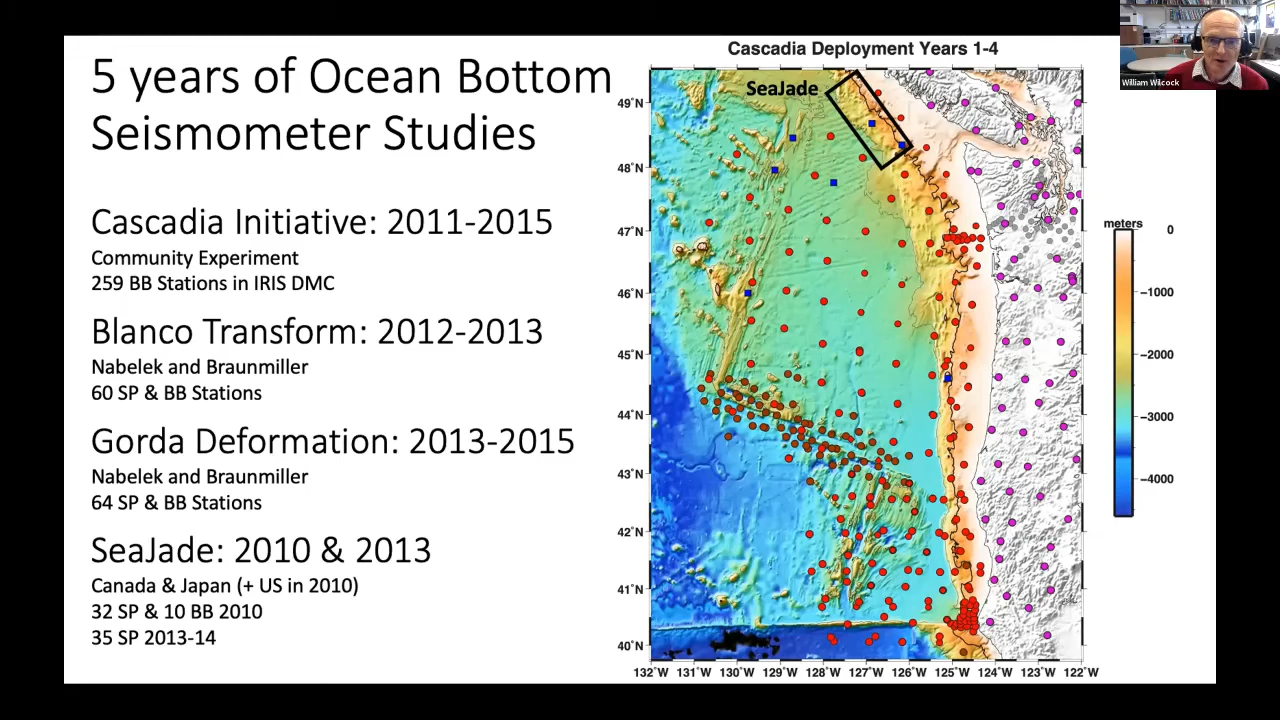 5 years of Ocean Bottom
Seismometer Studies
Cascadia Initiative: 2011-2015
Community Experiment
259 BB Stations in IRIS DMC
Blanco Transform: 2012-2013
Nabelek and Braunmiller
60 SP & BB Stations
Gorda Deformation: 2013-2015
Nabelek and Braunmiller
64 SP & BB Stations
SeaJade: 2010 & 2013
Canada & Japan (+ US in 2010)
32 SP & 10 BB 2010
35 SP 2013-14
Cascadia Deployment Years 1-4
SeaJade
49°N
48°N
47°N
46°N
45°N
44°N
43°N
42°N
41°N
40°N
132°W 131°W 130°W 129°W 128°W 127°W 126°W 125°W 124°W 123°W 122°W
meters
0
-1000
-2000
-3000
-4000
William Wilcock